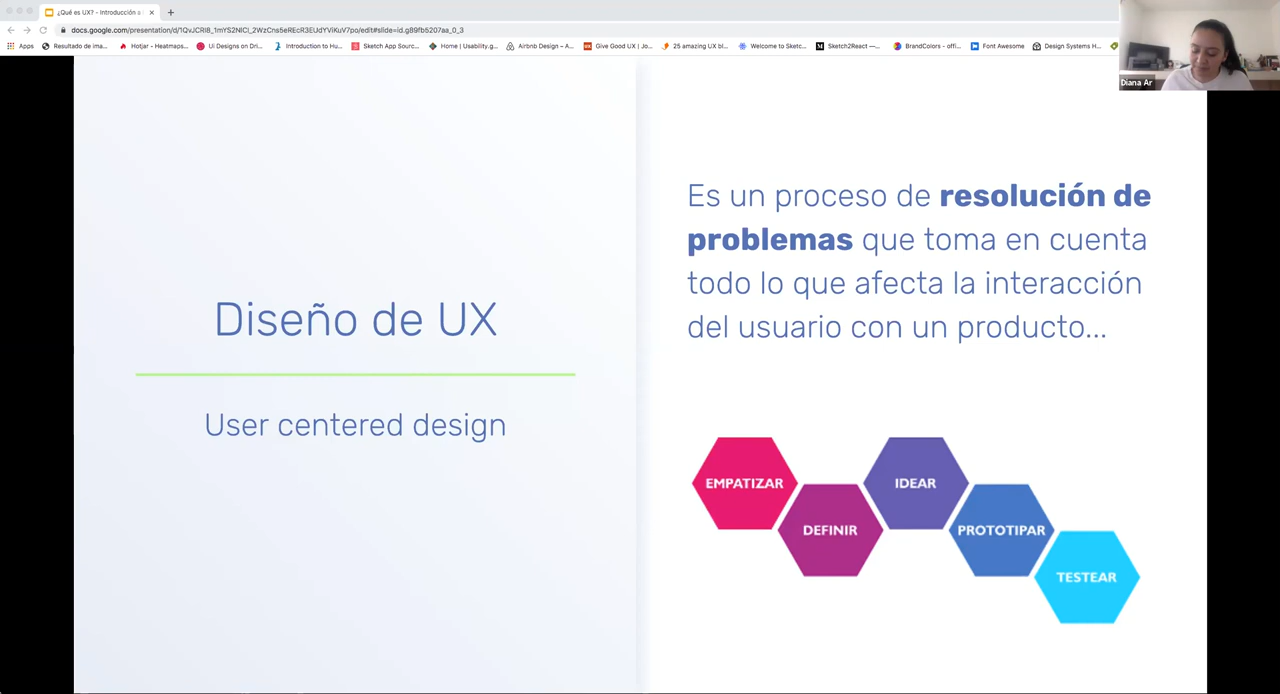 ¿Qué es UX? - Introducción a
docs.google.com/presentation/d/1QvJCRI8_1mYS2NlCl_2WzCns5eREcR3EUdYViKuV7po/edit#slide=id.g89fb5207aa_0_3
Apps Resultado de ima... Hotjar - Heatmaps... Ui Designs on Dri... Introduction to Hu... Sketch App Sourc... Home | Usability.g... Airbnb Design – A... Give Good UX | Jo... 25 amazing UX bl... Welcome to Sketc... Sketch2React —... BrandColors - offi... Font Awesome Design Systems H...
Diana Ar
Diseño de UX
User centered design
Es un proceso de resolución de
problemas que toma en cuenta
todo lo que afecta la interacción
del usuario con un producto...
EMPATIZAR
DEFINIR
IDEAR
PROTOTIPAR
TESTEAR